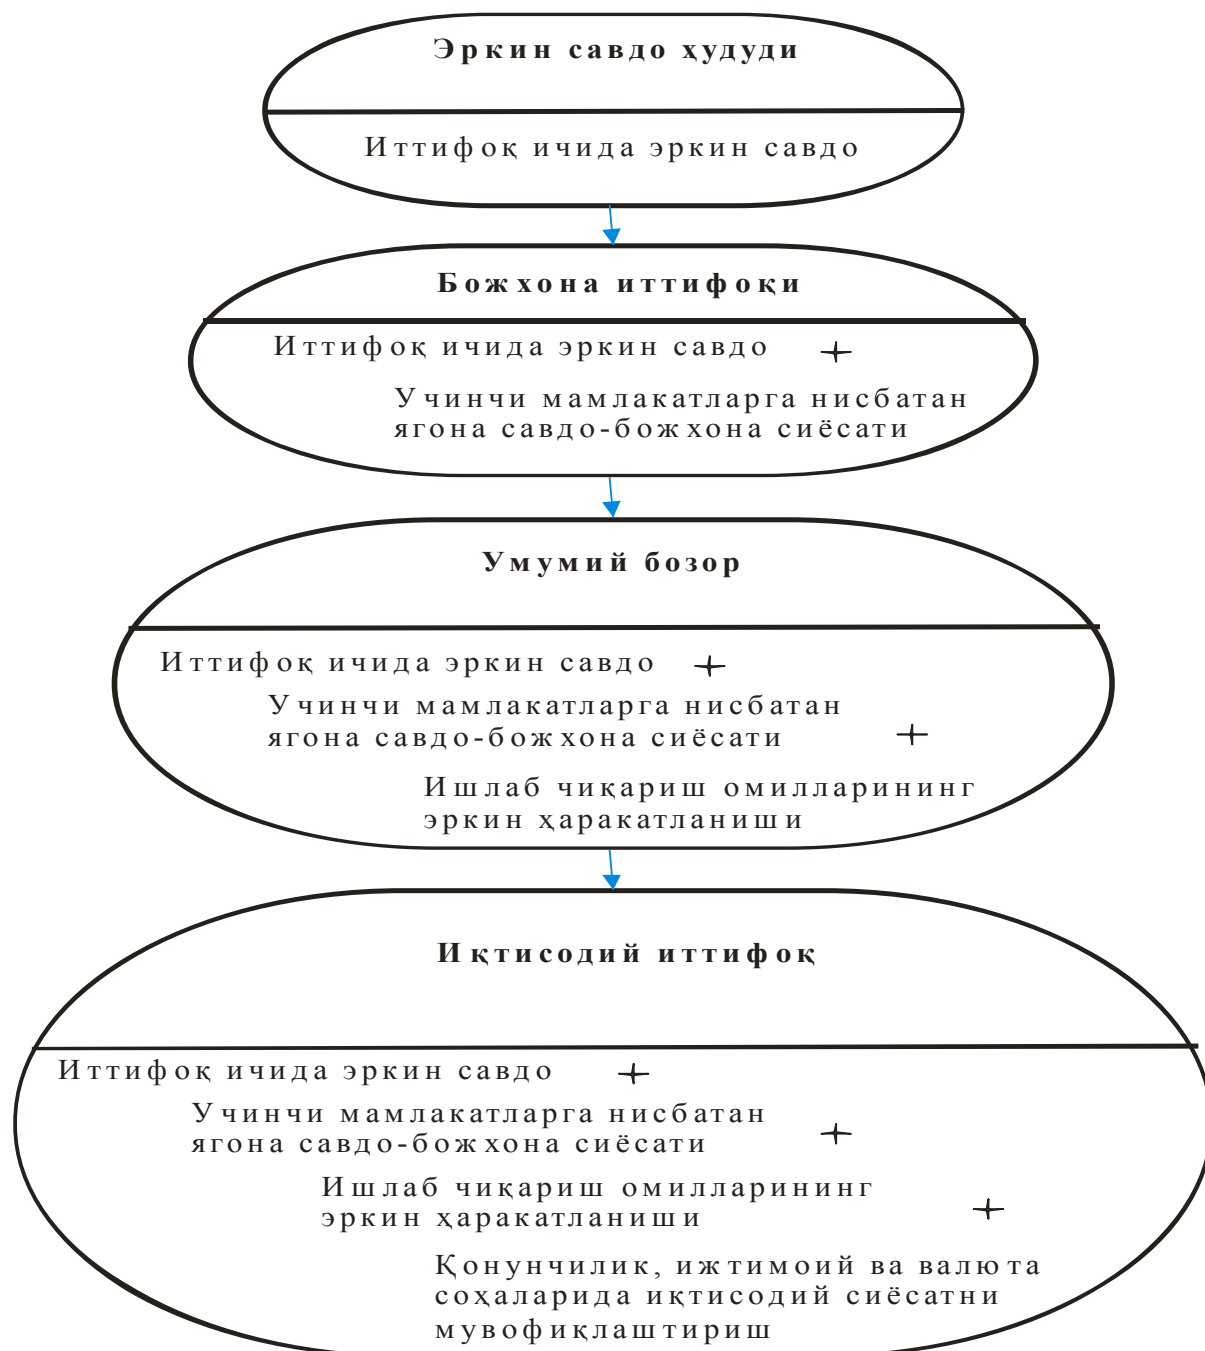 Эркин савдо ҳудуди
Иттифоқ ичида эркин савдо
Божхона иттифоқи
Иттифоқ ичида эркин савдо +
Учинчи мамлакатларга нисбатан
ягона савдо-божхона сиёсати
Умумий бозор
Иттифоқ ичида эркин савдо +
Учинчи мамлакатларга нисбатан
ягона савдо-божхона сиёсати +
Ишлаб чиқариш омилларининг
эркин ҳаракатланиши
Иқтисодий иттифоқ
Иттифоқ ичида эркин савдо +
Учинчи мамлакатларга нисбатан
ягона савдо-божхона сиёсати +
Ишлаб чиқариш омилларининг
эркин ҳаракатланиши +
Қонунчилик, ижтимоий ва валюта
соҳаларида иқтисодий сиёсатни
мувофиқлаштириш